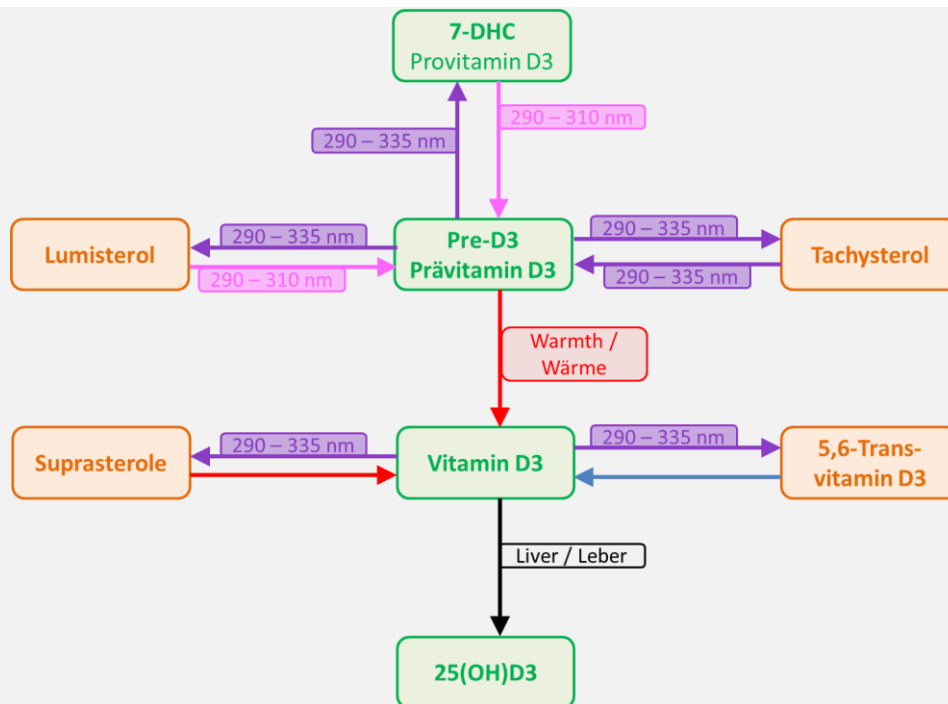 7-DHC
Provitamin D3
290 – 310 nm
290 – 335 nm
290 – 335 nm
Pre-D3
290 – 335 nm
Lumisterol
Prävitamin D3
Tachysterol
290 – 310 nm
290 – 335 nm
Warmth /
Wärme
290 – 335 nm
290 – 335 nm
Suprasterole
Vitamin D3
5,6-Trans-
vitamin D3
Liver / Leber
25(OH)D3